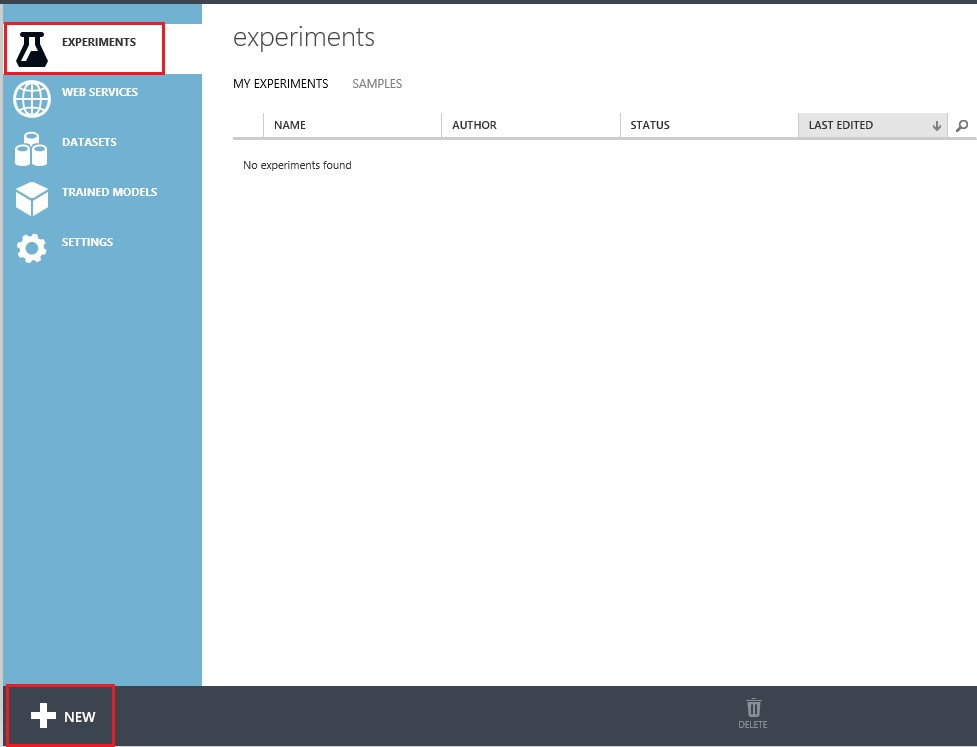 EXPERIMENTS
WEB SERVICES
DATASETS
TRAINED MODELS
SETTINGS
experiments
MY EXPERIMENTS SAMPLES
NAME AUTHOR STATUS LAST EDITED
No experiments found
NEW
DELETE